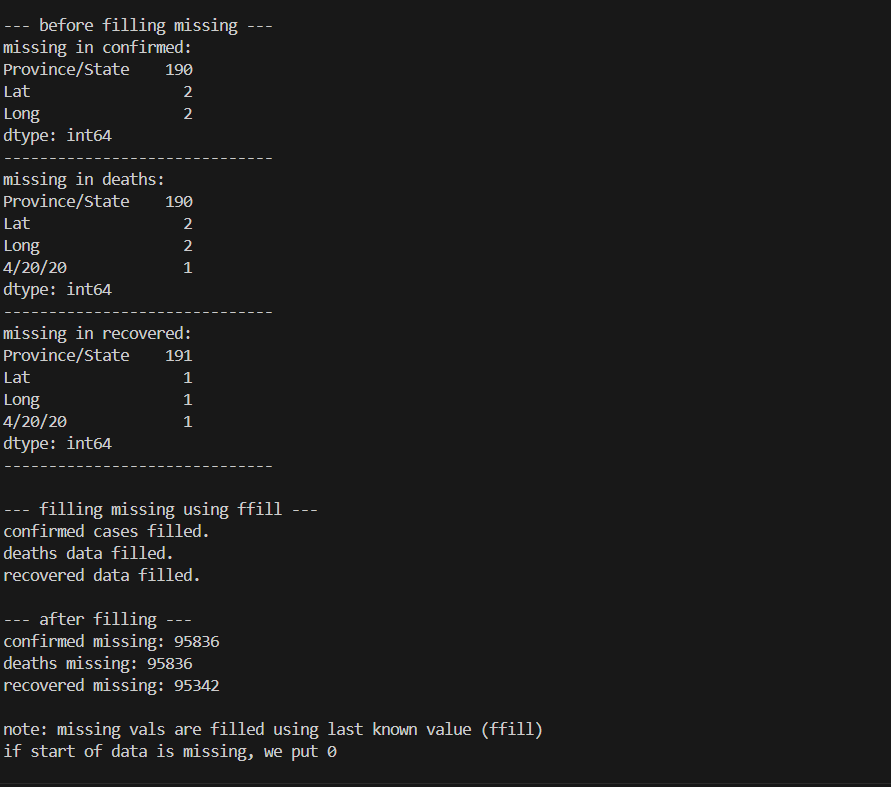 --- before filling missing ---
missing in confirmed:
Province/State    190
Lat                 2
Long                2
dtype: int64
------------------------------
missing in deaths:
Province/State    190
Lat                 2
Long                2
4/20/20             1
dtype: int64
------------------------------
missing in recovered:
Province/State    191
Lat                 1
Long                1
4/20/20             1
dtype: int64
------------------------------
--- filling missing using ffill ---
confirmed cases filled.
deaths data filled.
recovered data filled.
--- after filling ---
confirmed missing: 95836
deaths missing: 95836
recovered missing: 95342
note: missing vals are filled using last known value (ffill)
if start of data is missing, we put 0